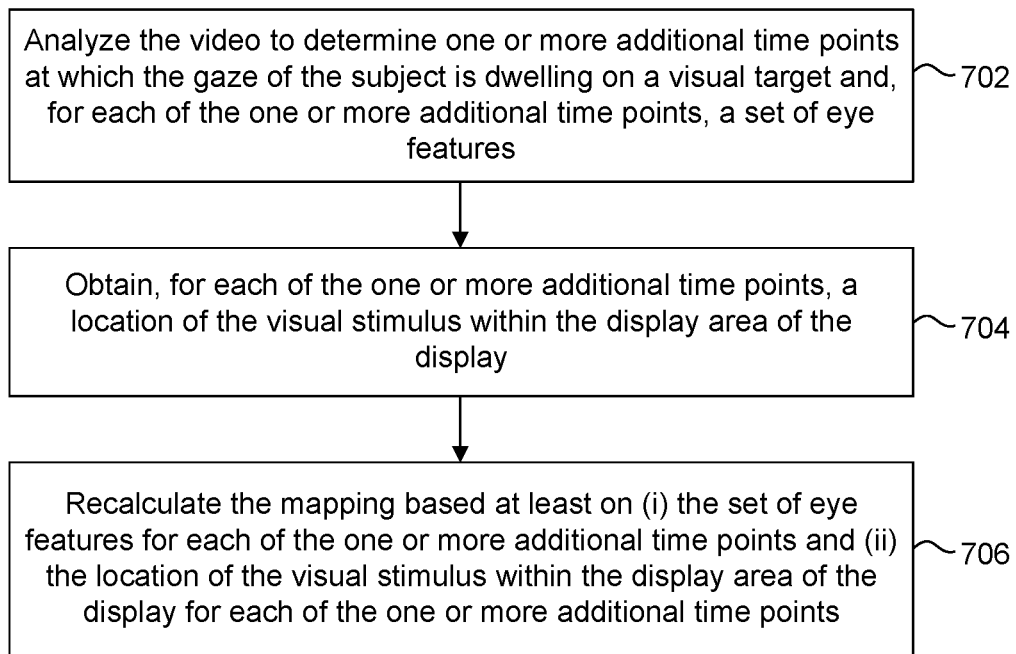 Analyze the video to determine one or more additional time points
at which the gaze of the subject is dwelling on a visual target and,
for each of the one or more additional time points, a set of eye
features
702
Obtain, for each of the one or more additional time points, a
location of the visual stimulus within the display area of the
display
704
Recalculate the mapping based at least on (i) the set of eye
features for each of the one or more additional time points and (ii)
the location of the visual stimulus within the display area of the
display for each of the one or more additional time points
706